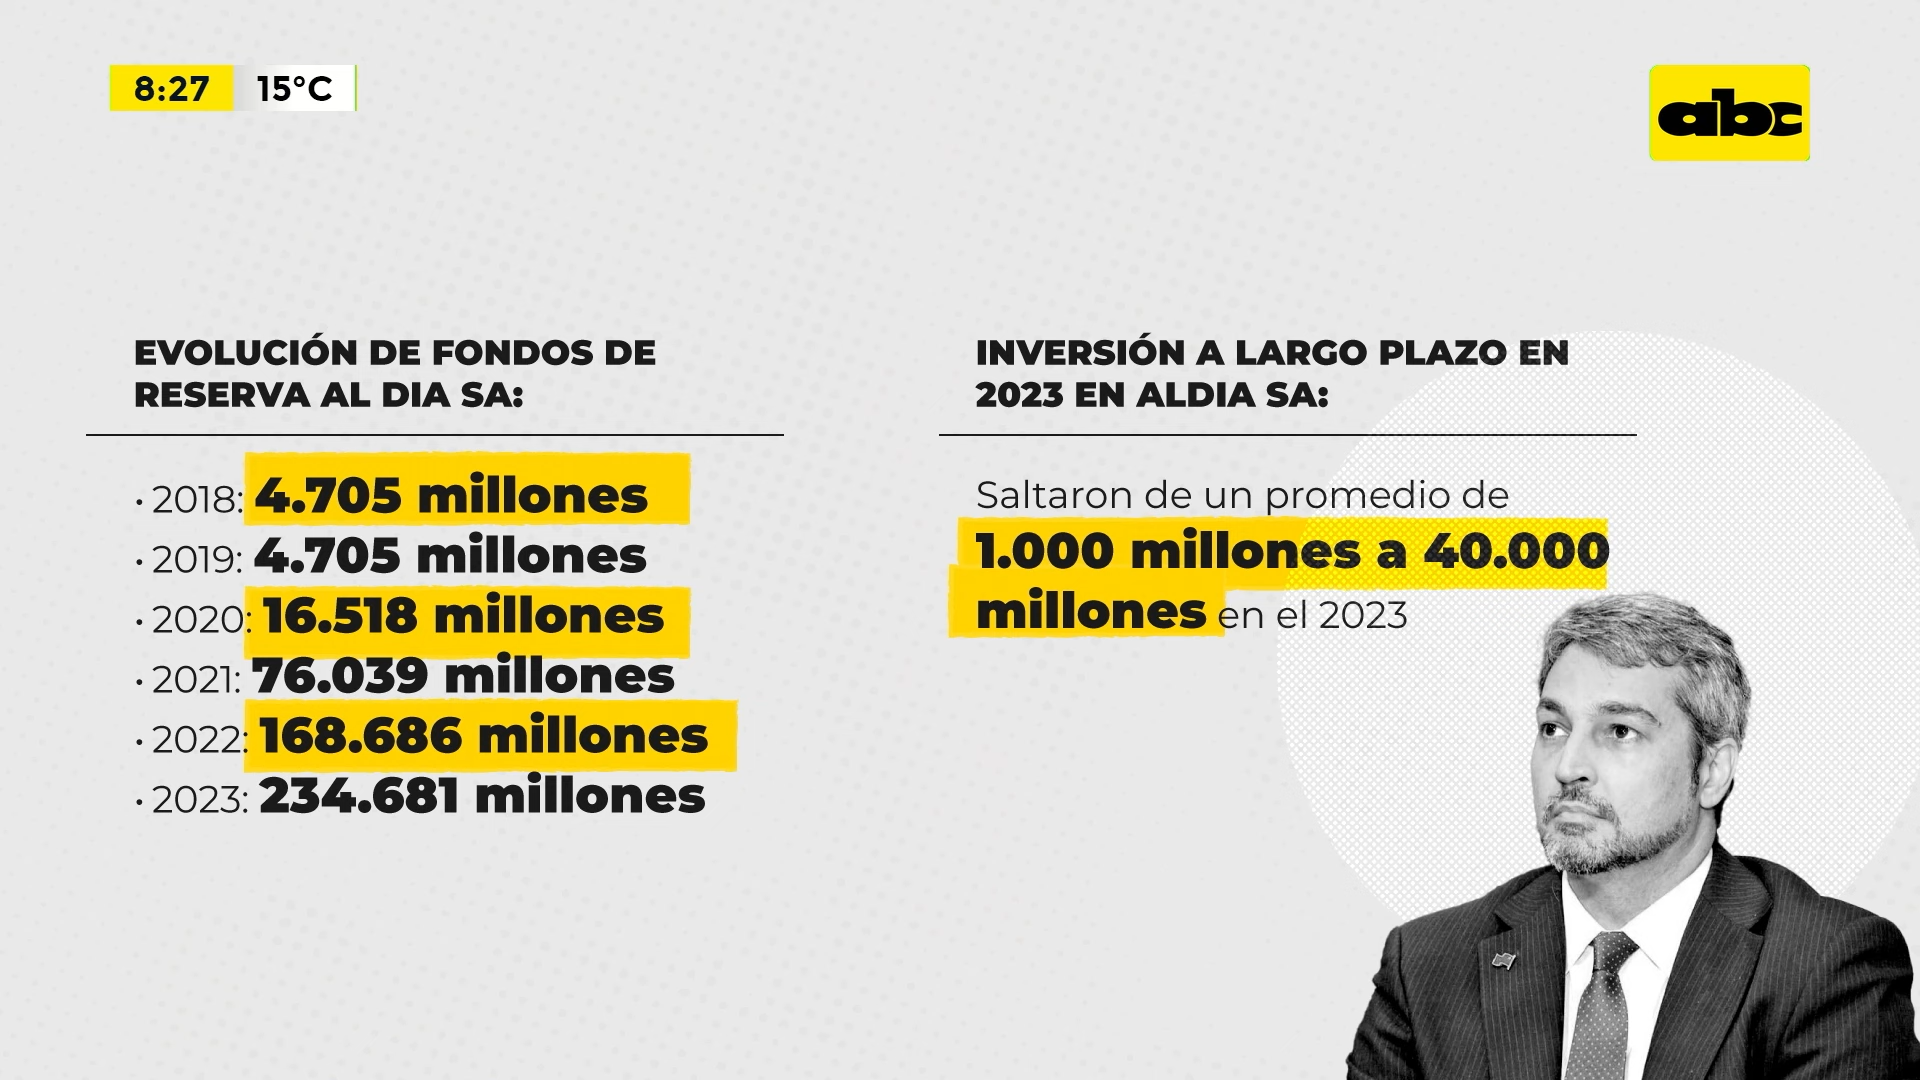 8:27 15°C
abc
EVOLUCIÓN DE FONDOS DE
RESERVA AL DIA SA:
• 2018: 4.705 millones
• 2019: 4.705 millones
• 2020: 16.518 millones
• 2021: 76.039 millones
• 2022: 168.686 millones
• 2023: 234.681 millones
INVERSIÓN A LARGO PLAZO EN
2023 EN ALDIA SA:
Saltaron de un promedio de
1.000 millones a 40.000
millones en el 2023